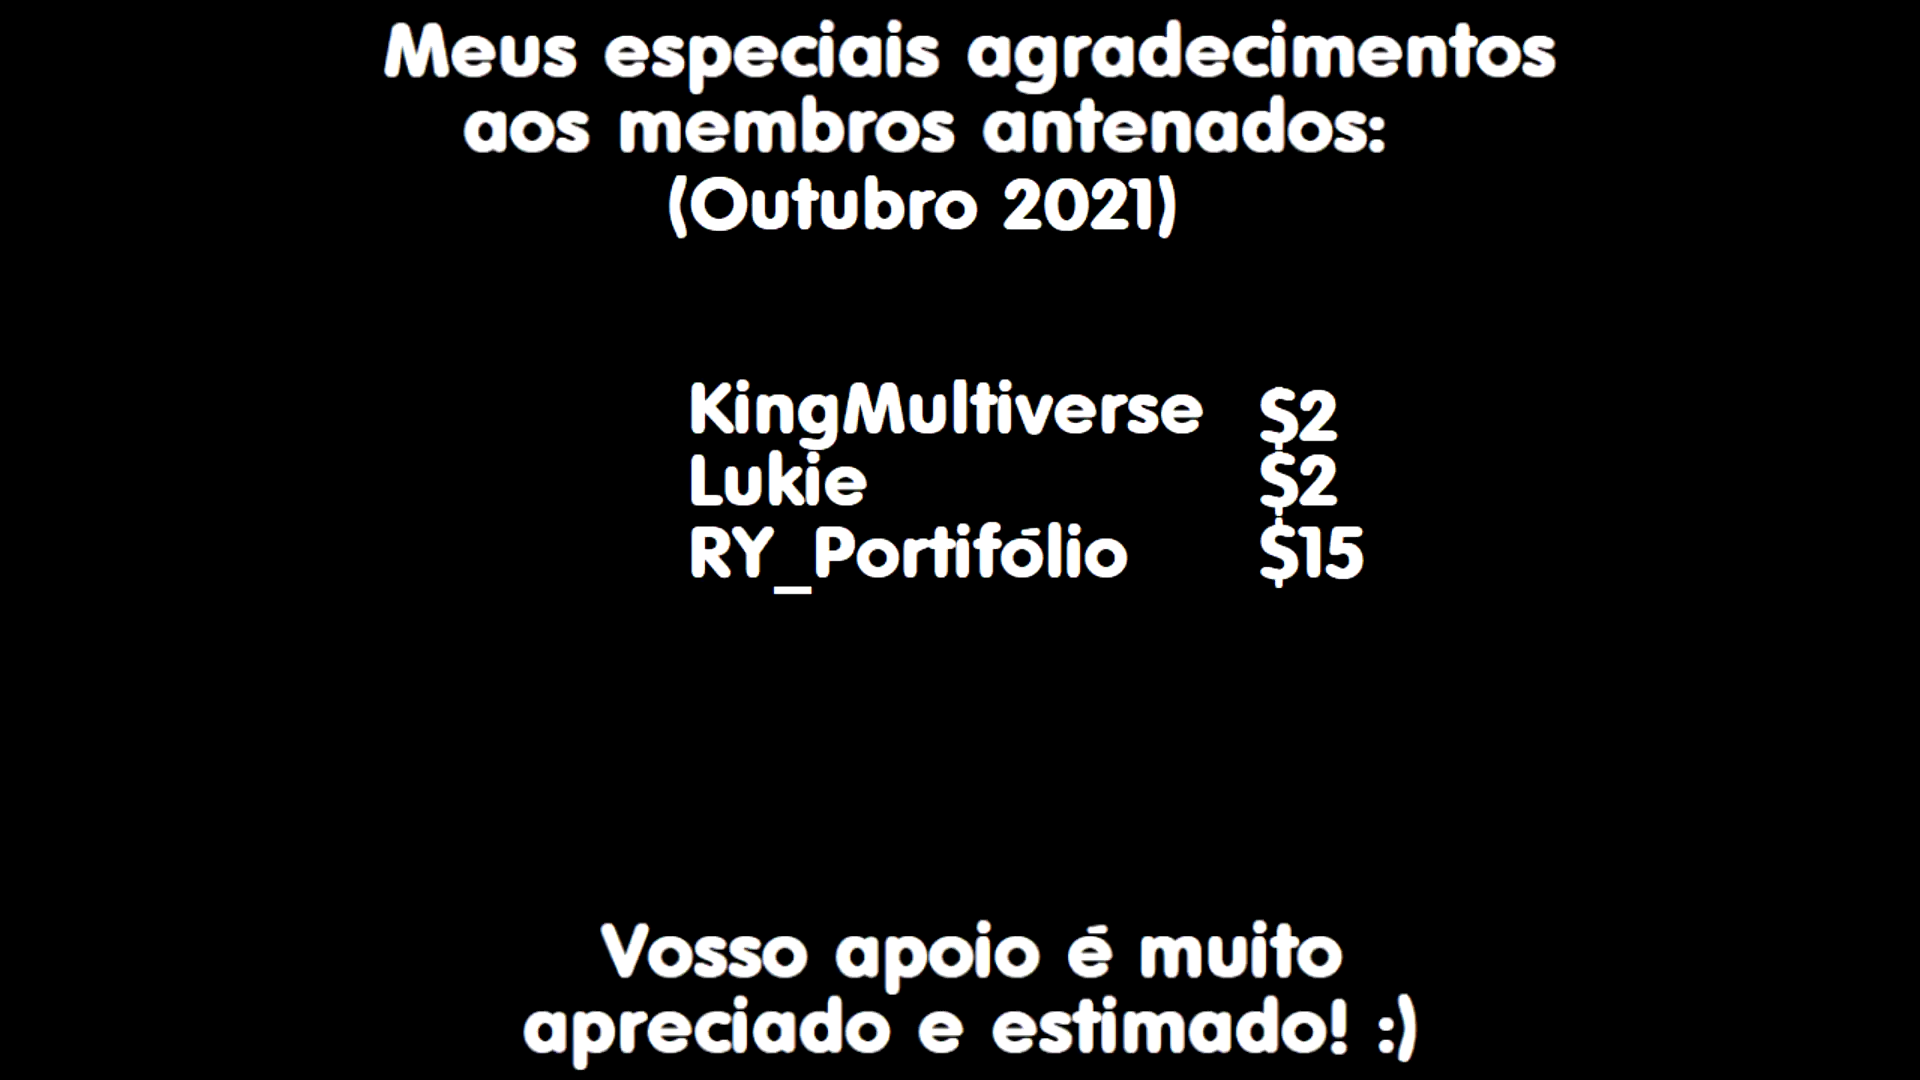 Meus especiais agradecimentos
aos membros antenados:
(Outubro 2021)
KingMultiverse $2
Lukie $2
RY_Portifólio $15
Vosso apoio é muito
apreciado e estimado! :)